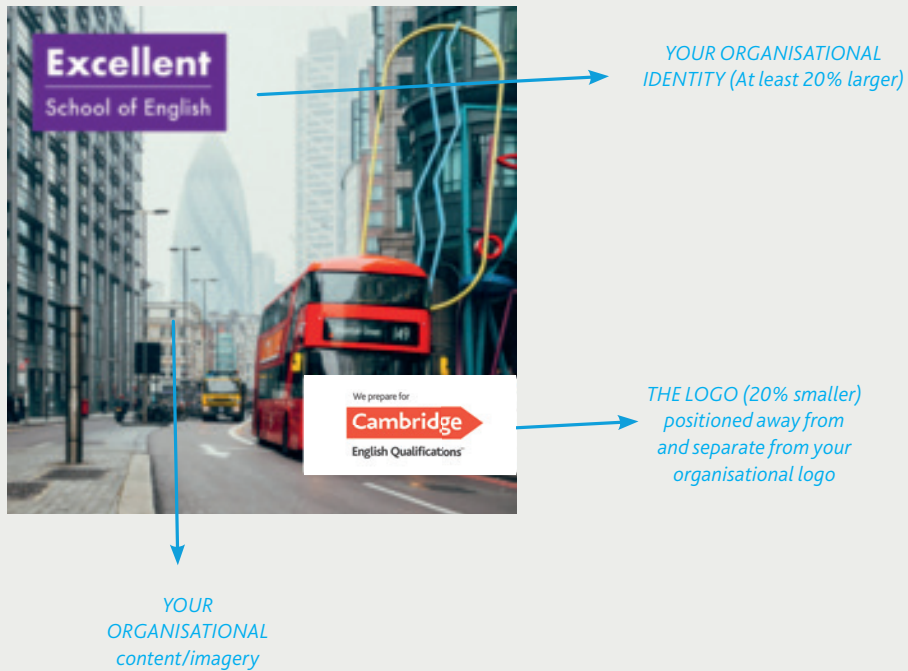 Excellent
School of English
YOUR ORGANISATIONAL
IDENTITY (At least 20% larger)
149
We prepare for
Cambridge
English Qualifications™
THE LOGO (20% smaller)
positioned away from
and separate from your
organisational logo
YOUR
ORGANISATIONAL
content/imagery